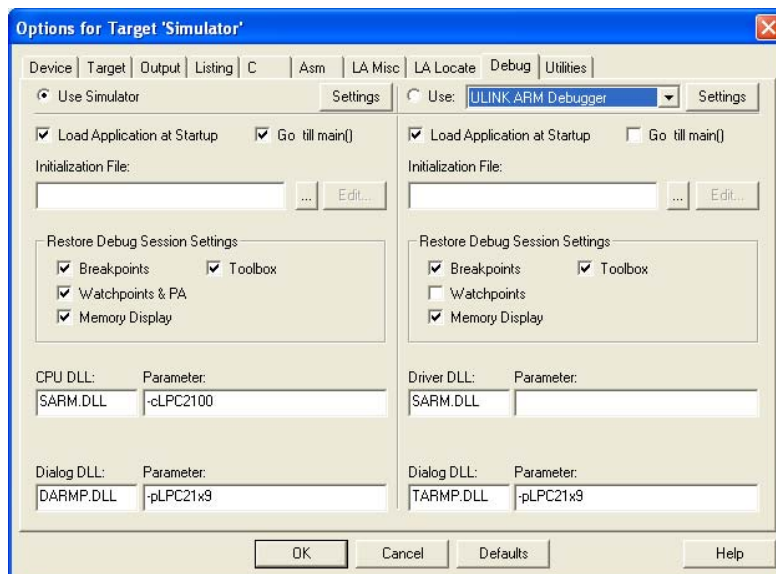 Options for Target 'Simulator'
Device Target Output Listing C Asm LA Misc LA Locate Debug Utilities
Use Simulator Settings
Use: ULINK ARM Debugger Settings
Load Application at Startup Go till main()
Initialization File:
... Edit...
Restore Debug Session Settings
Breakpoints Toolbox
Watchpoints & PA
Memory Display
CPU DLL: Parameter:
SARM.DLL -cLPC2100
Dialog DLL: Parameter:
DARMP.DLL -pLPC21x9
Load Application at Startup Go till main()
Initialization File:
... Edit...
Restore Debug Session Settings
Breakpoints Toolbox
Watchpoints
Memory Display
Driver DLL: Parameter:
SARM.DLL
Dialog DLL: Parameter:
TARMP.DLL -pLPC21x9
OK Cancel Defaults Help